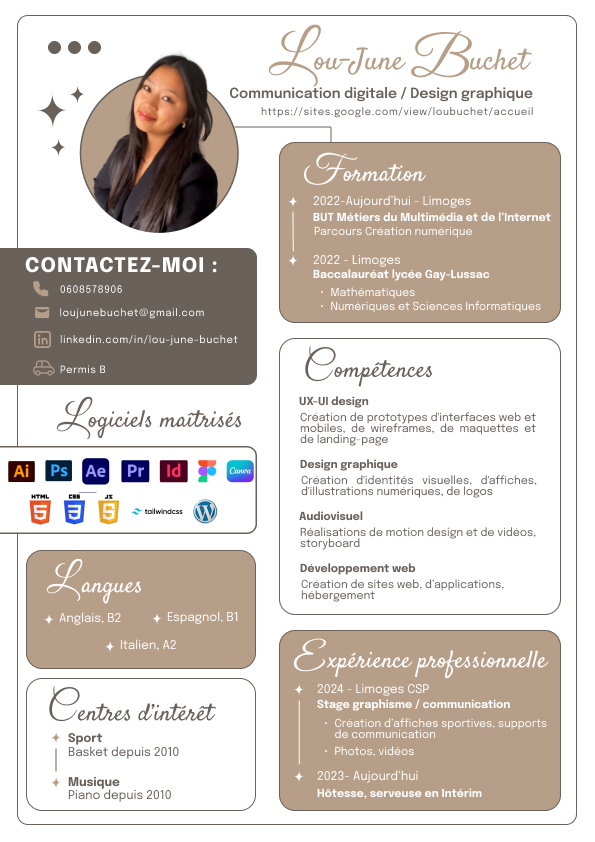 Lou-June Buchet
Communication digitale / Design graphique
https://sites.google.com/view/loubuchet/accueil
CONTACTEZ-MOI :
0608578906
loujunebuchet@gmail.com
linkedin.com/in/lou-june-buchet
Permis B
Logiciels maîtrisés
Ai Ps Ae Pr Id Canva
HTML CSS JS
5 3 5 tailwindcss
Langues
Anglais, B2 Espagnol, B1
Italien, A2
Centres d'intérêt
Sport
Basket depuis 2010
Musique
Piano depuis 2010
Formation
2022-Aujourd'hui - Limoges
BUT Métiers du Multimédia et de l'Internet
Parcours Création numérique
2022 - Limoges
Baccalauréat lycée Gay-Lussac
• Mathématiques
• Numériques et Sciences Informatiques
Compétences
UX-UI design
Création de prototypes d'interfaces web et
mobiles, de wireframes, de maquettes et
de landing-page
Design graphique
Création d'identités visuelles, d'affiches,
d'illustrations numériques, de logos
Audiovisuel
Réalisations de motion design et de vidéos,
storyboard
Développement web
Création de sites web, d'applications,
hébergement
Expérience professionnelle
2024 - Limoges CSP
Stage graphisme / communication
• Création d'affiches sportives, supports
de communication
• Photos, vidéos
2023- Aujourd'hui
Hôtesse, serveuse en Intérim